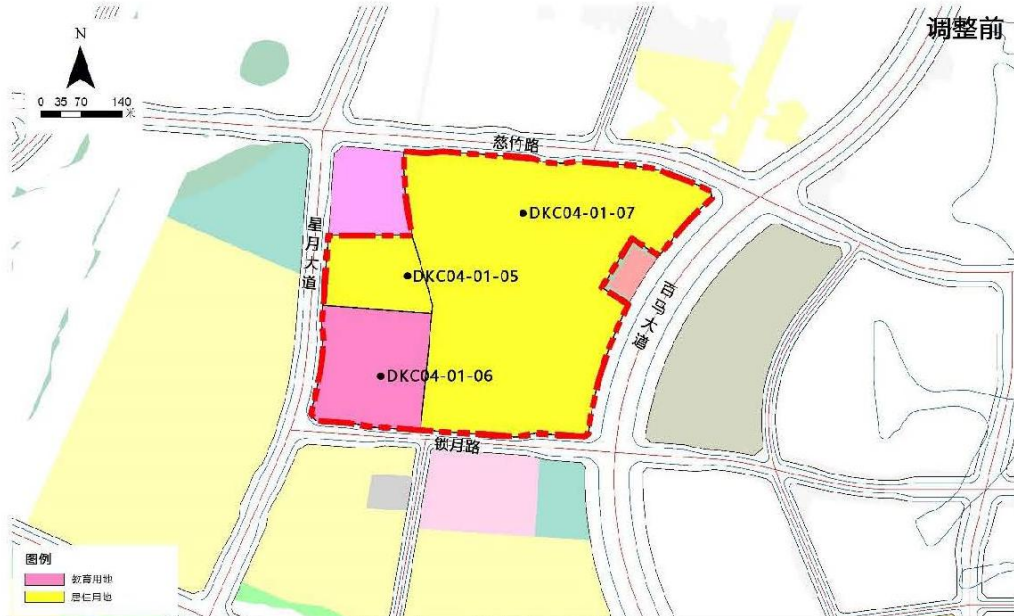 调整前
N
0 35 70 140
米
慈竹路
DKC04-01-07
星月大道
DKC04-01-05
百马大道
DKC04-01-06
锁月路
图例
教育用地
居住用地